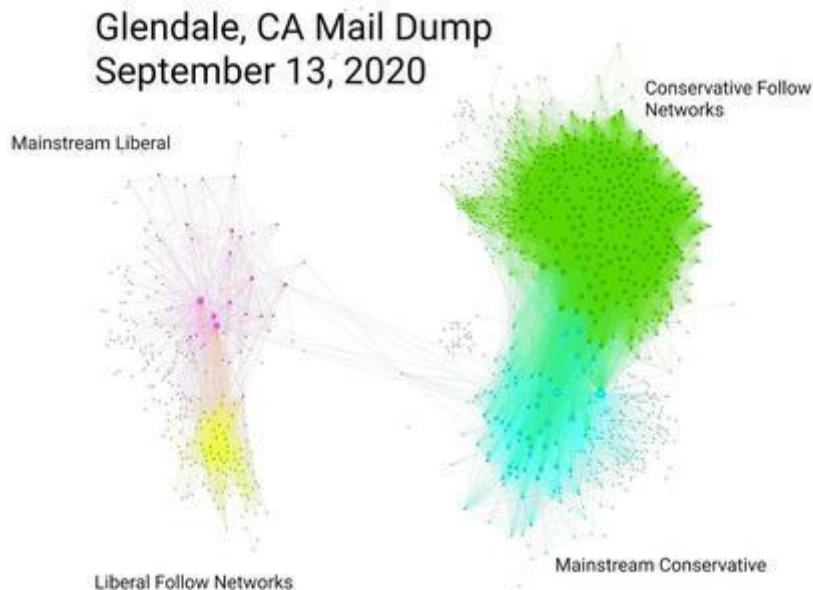 Glendale, CA Mail Dump
September 13, 2020
Conservative Follow
Networks
Mainstream Liberal
Mainstream Conservative
Liberal Follow Networks